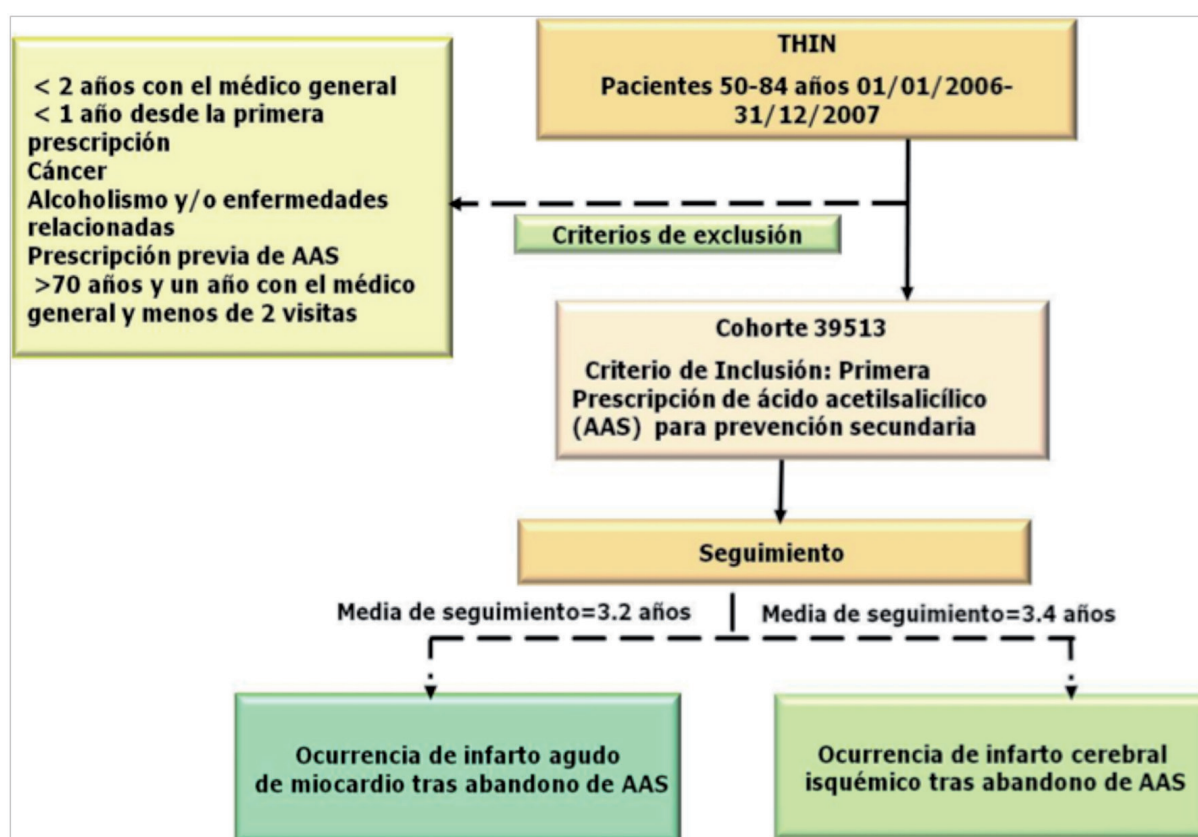 THIN
Pacientes 50-84 años 01/01/2006-
31/12/2007
< 2 años con el médico general
< 1 año desde la primera
prescripción
Cáncer
Alcoholismo y/o enfermedades
relacionadas
Prescripción previa de AAS
>70 años y un año con el médico
general y menos de 2 visitas
Criterios de exclusión
Cohorte 39513
Criterio de Inclusión: Primera
Prescripción de ácido acetilsalicílico
(AAS) para prevención secundaria
Seguimiento
Media de seguimiento=3.2 años
Media de seguimiento=3.4 años
Ocurrencia de infarto agudo
de miocardio tras abandono de AAS
Ocurrencia de infarto cerebral
isquémico tras abandono de AAS